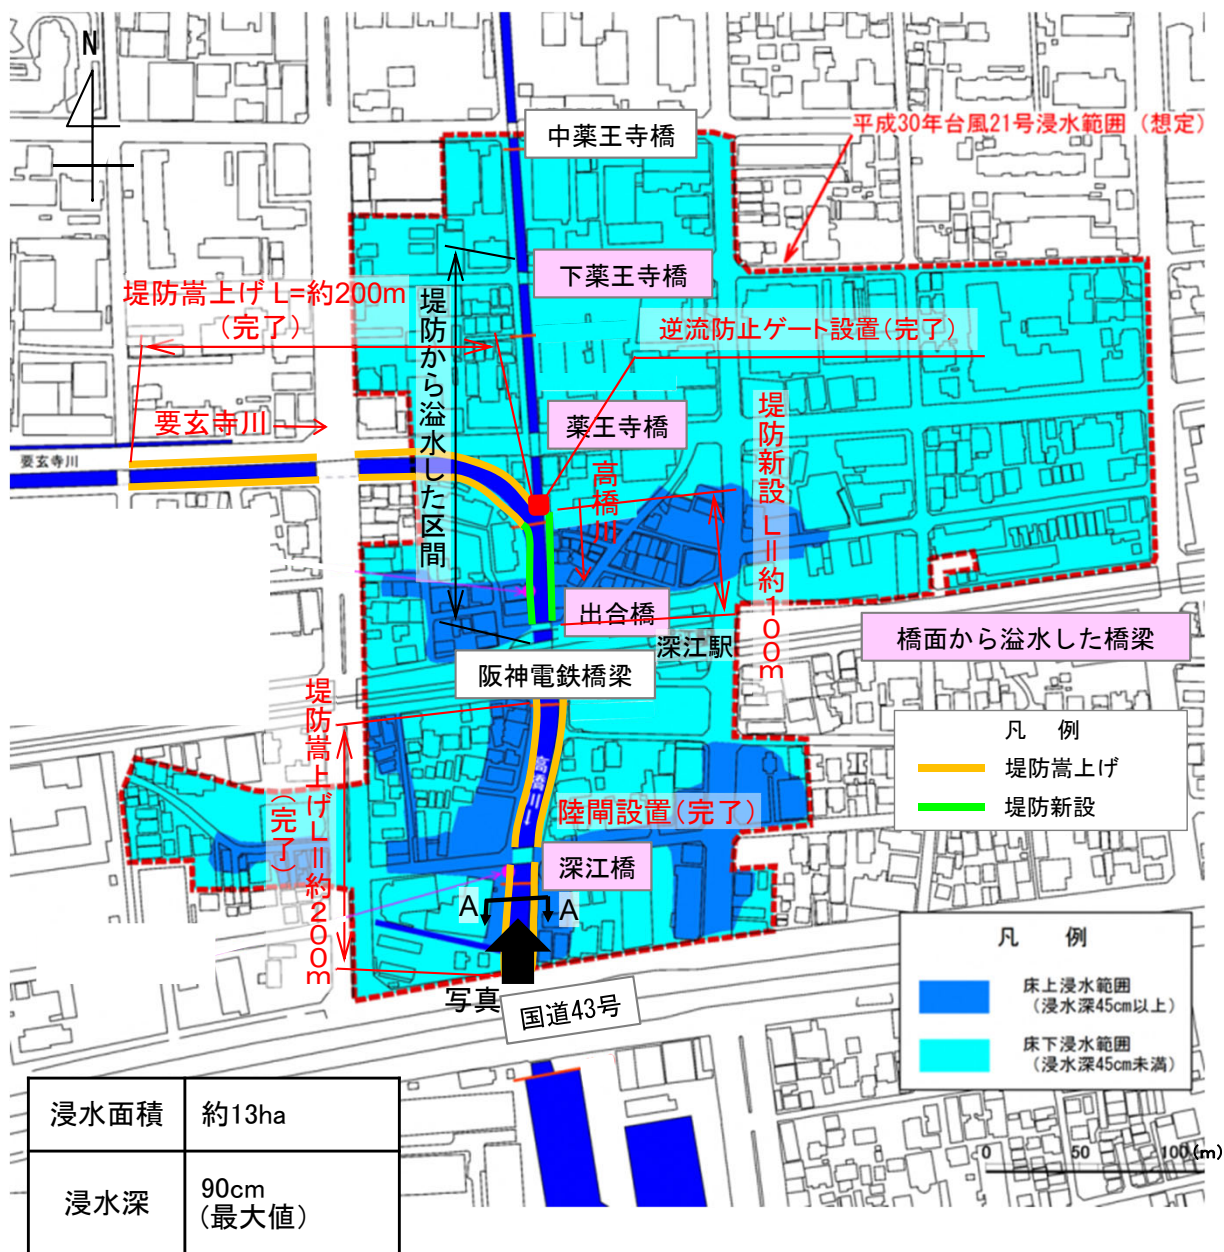 N
中薬王寺橋
平成30年台風21号浸水範囲（想定）
下薬王寺橋
堤防嵩上げ L=約200m
（完了）
堤防から溢水した区間
逆流防止ゲート設置（完了）
薬王寺橋
要玄寺川
要玄寺川
高橋川
堤防新設 L=約100m
出合橋
深江駅
橋面から溢水した橋梁
阪神電鉄橋梁
堤防嵩上げ L=約200m
（完了）
凡 例
堤防嵩上げ
堤防新設
高橋川
陸閘設置（完了）
深江橋
A
A
写真
国道43号
凡 例
床上浸水範囲
（浸水深45cm以上）
床下浸水範囲
（浸水深45cm未満）
浸水面積 約13ha
浸水深 90cm
（最大値）
0 50 100(m)